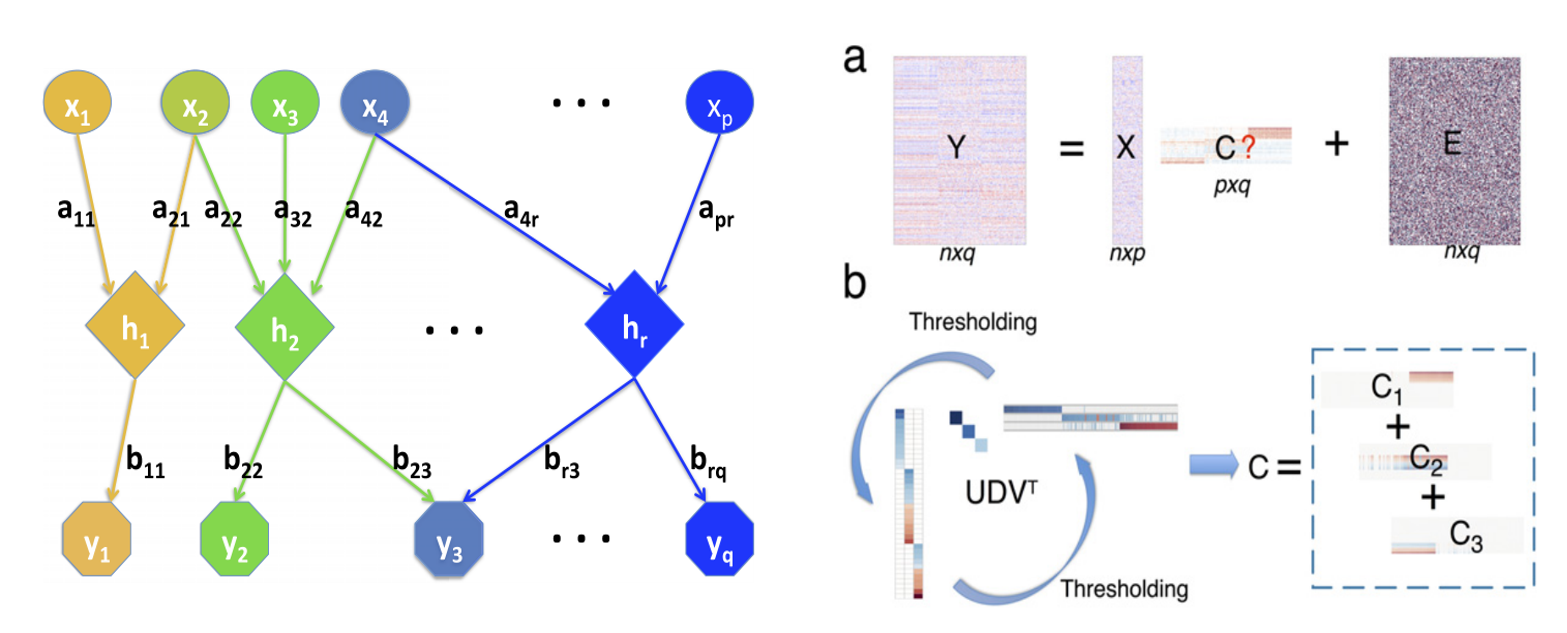 x1 x2 x3 x4 . . . xp
a11 a21 a22 a32 a42 a4r apr
h1 h2 . . . hr
b11 b22 b23 br3 brq
y1 y2 y3 . . . yq
a
Y = X C ? + E
pxq
nxq nxp nxq
b
Thresholding
UDVT
C =
C1
+
C2
+
C3
Thresholding